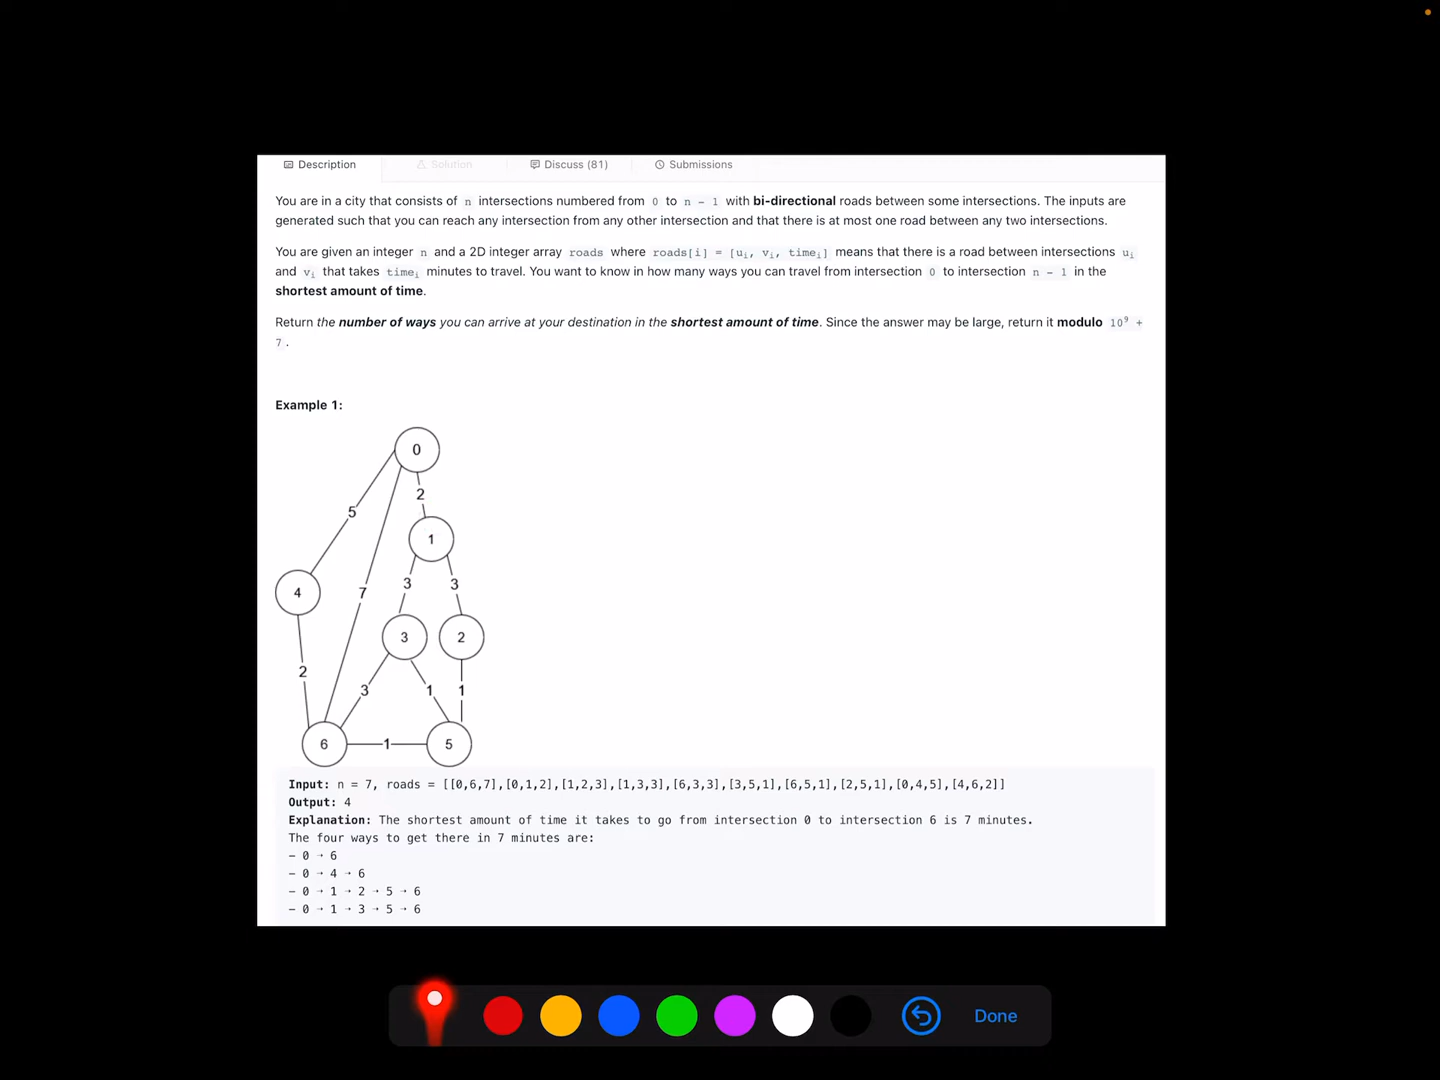 Description Solution Discuss (81) Submissions
You are in a city that consists of n intersections numbered from 0 to n - 1 with bi-directional roads between some intersections. The inputs are
generated such that you can reach any intersection from any other intersection and that there is at most one road between any two intersections.
You are given an integer n and a 2D integer array roads where roads[i] = [uᵢ, vᵢ, timeᵢ] means that there is a road between intersections uᵢ
and vᵢ that takes timeᵢ minutes to travel. You want to know in how many ways you can travel from intersection 0 to intersection n - 1 in the
shortest amount of time.
Return the number of ways you can arrive at your destination in the shortest amount of time. Since the answer may be large, return it modulo 10⁹ +
7.
Example 1:
0
2
5
1
3 3
4 7
3 2
2
3 1 1
6 1 5
Input: n = 7, roads = [[0,6,7],[0,1,2],[1,2,3],[1,3,3],[6,3,3],[3,5,1],[6,5,1],[2,5,1],[0,4,5],[4,6,2]]
Output: 4
Explanation: The shortest amount of time it takes to go from intersection 0 to intersection 6 is 7 minutes.
The four ways to get there in 7 minutes are:
- 0 → 6
- 0 → 4 → 6
- 0 → 1 → 2 → 5 → 6
- 0 → 1 → 3 → 5 → 6
Done